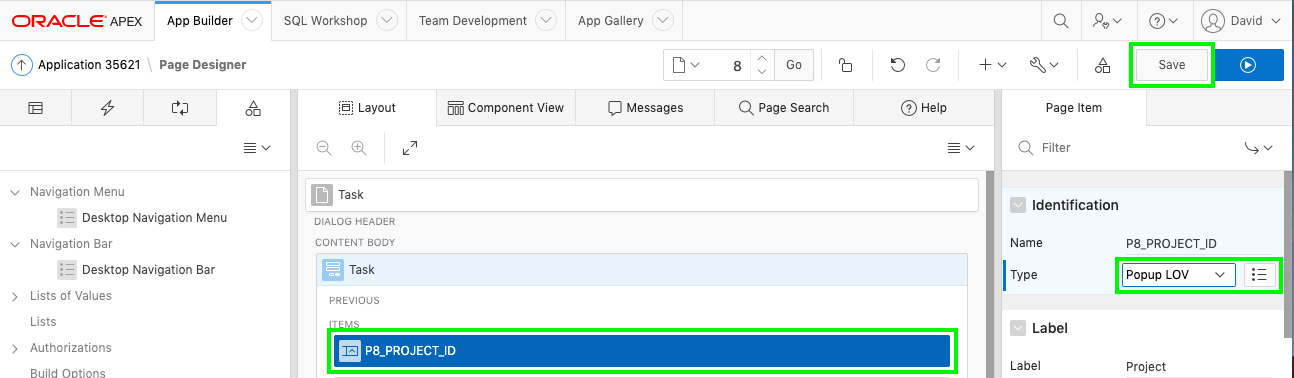 ORACLE APEX App Builder SQL Workshop Team Development App Gallery David
Application 35621 \ Page Designer 8 Go Save
Layout Component View Messages Page Search Help Page Item
Filter
Navigation Menu
Desktop Navigation Menu
Navigation Bar
Desktop Navigation Bar
Lists of Values
Lists
Authorizations
Build Options
Task
DIALOG HEADER
CONTENT BODY
Task
PREVIOUS
ITEMS
P8_PROJECT_ID
Identification
Name P8_PROJECT_ID
Type Popup LOV
Label
Label Project